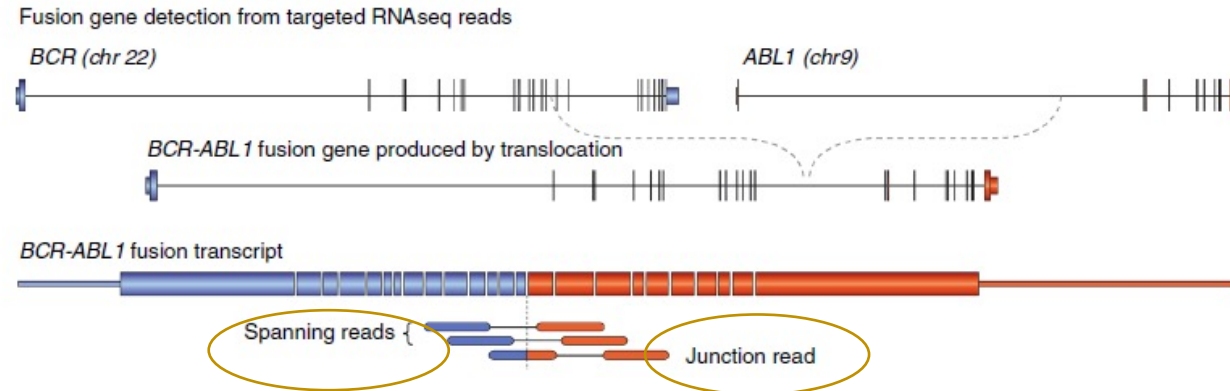 Fusion gene detection from targeted RNAseq reads
BCR (chr 22)
ABL1 (chr9)
BCR-ABL1 fusion gene produced by translocation
BCR-ABL1 fusion transcript
Spanning reads {
Junction read